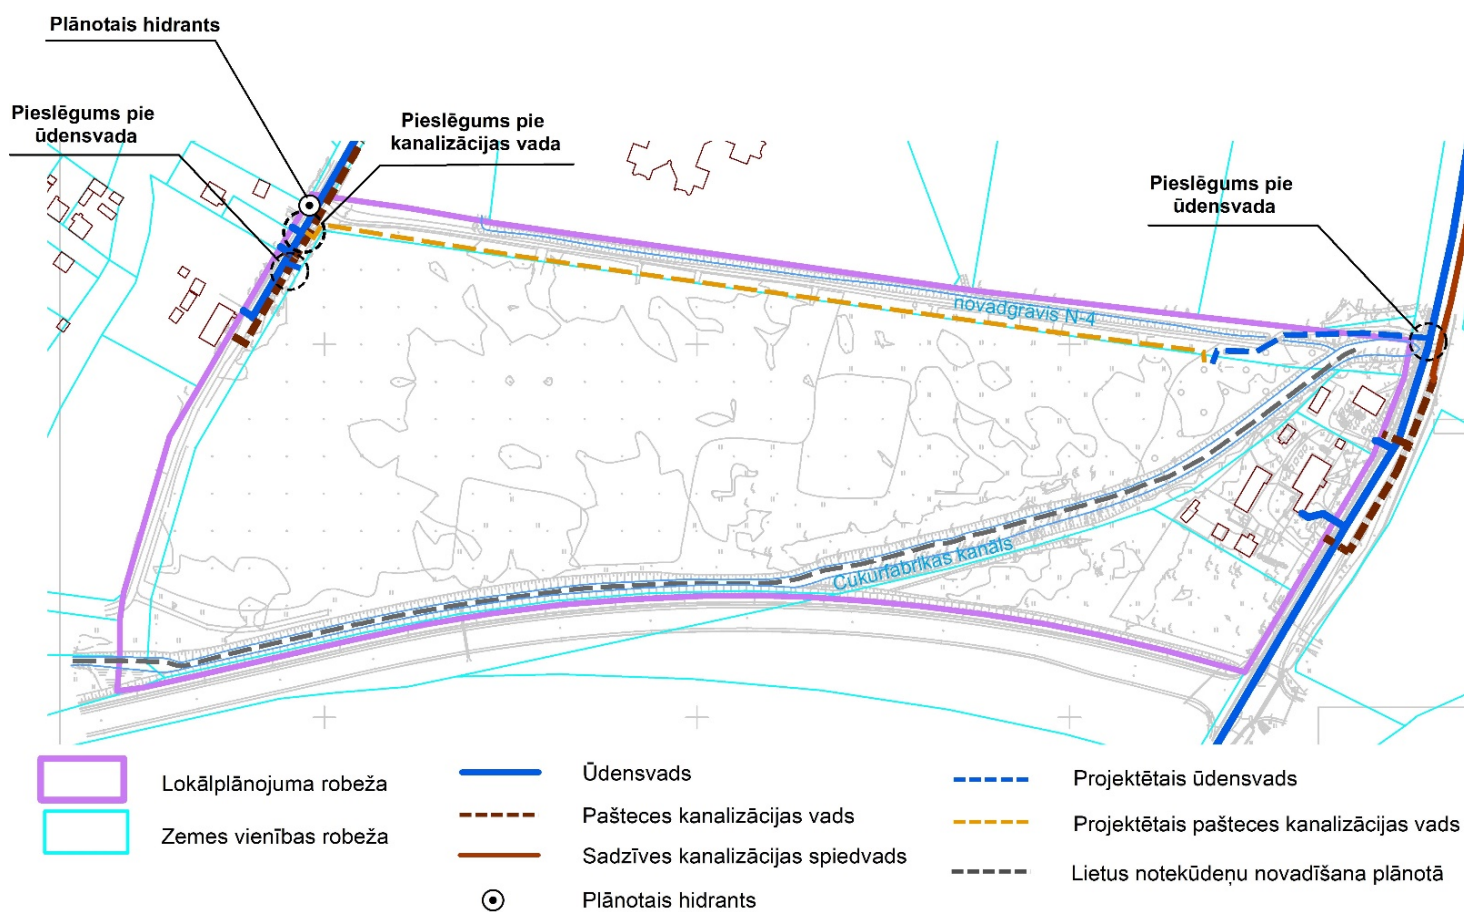 Plānotais hidrants
Pieslēgums pie
ūdensvada
Pieslēgums pie
kanalizācijas vada
Pieslēgums pie
ūdensvada
novadgrāvis N-4
Cukurfabrikas kanāls
Lokālplānojuma robeža
Zemes vienības robeža
Ūdensvads
Pašteces kanalizācijas vads
Sadzīves kanalizācijas spiedvads
Plānotais hidrants
Projektētais ūdensvads
Projektētais pašteces kanalizācijas vads
Lietus notekūdeņu novadīšana plānotā